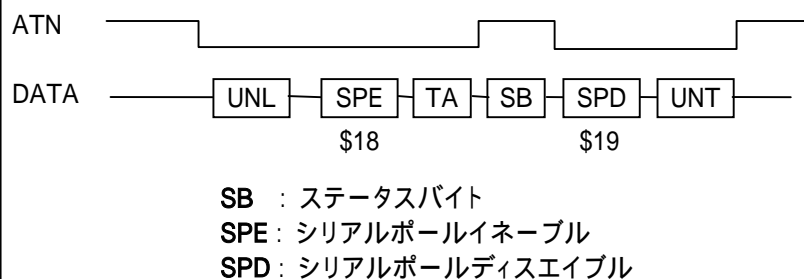 ATN
DATA UNL SPE TA SB SPD UNT
$18 $19
SB : ステータスバイト
SPE : シリアルポールイネーブル
SPD : シリアルポールディスエイブル